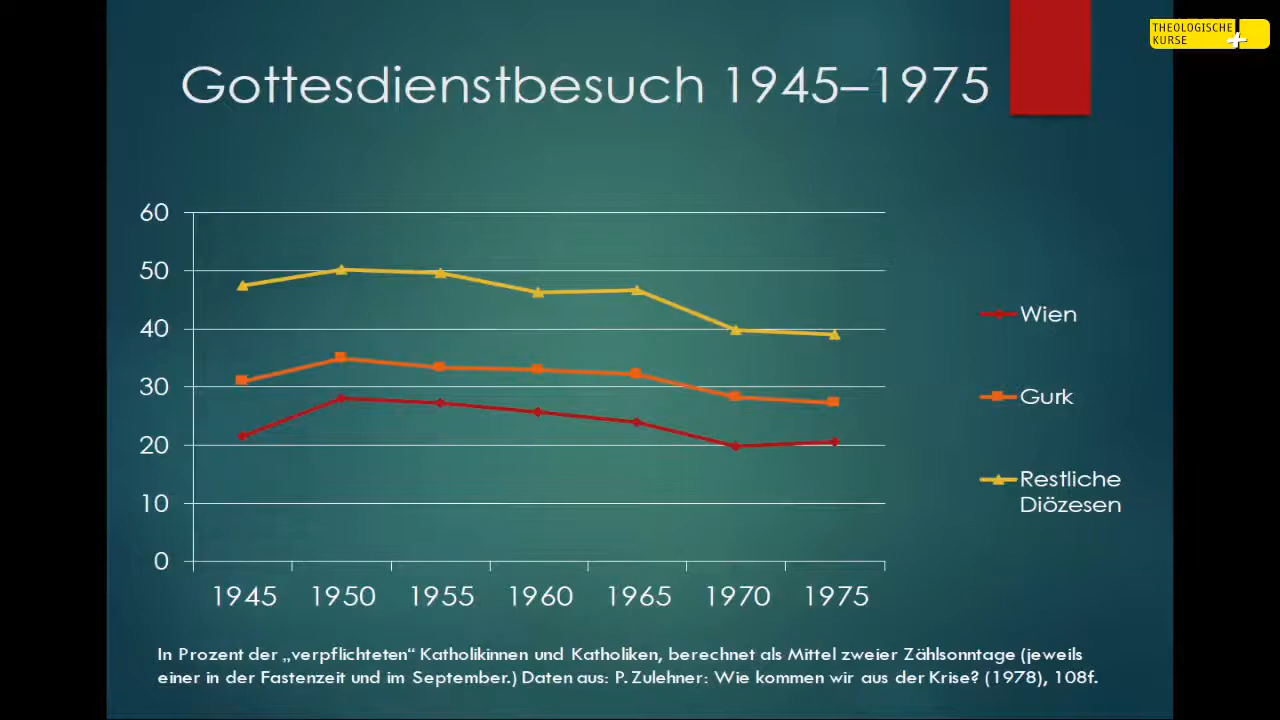 THEOLOGISCHE
KURSE
Gottesdienstbesuch 1945–1975
60
50
40
30
20
10
0
1945 1950 1955 1960 1965 1970 1975
Wien
Gurk
Restliche
Diözesen
In Prozent der „verpflichteten“ Katholikinnen und Katholiken, berechnet als Mittel zweier Zählsonntage (jeweils
einer in der Fastenzeit und im September.) Daten aus: P. Zulehner: Wie kommen wir aus der Krise? (1978), 108f.